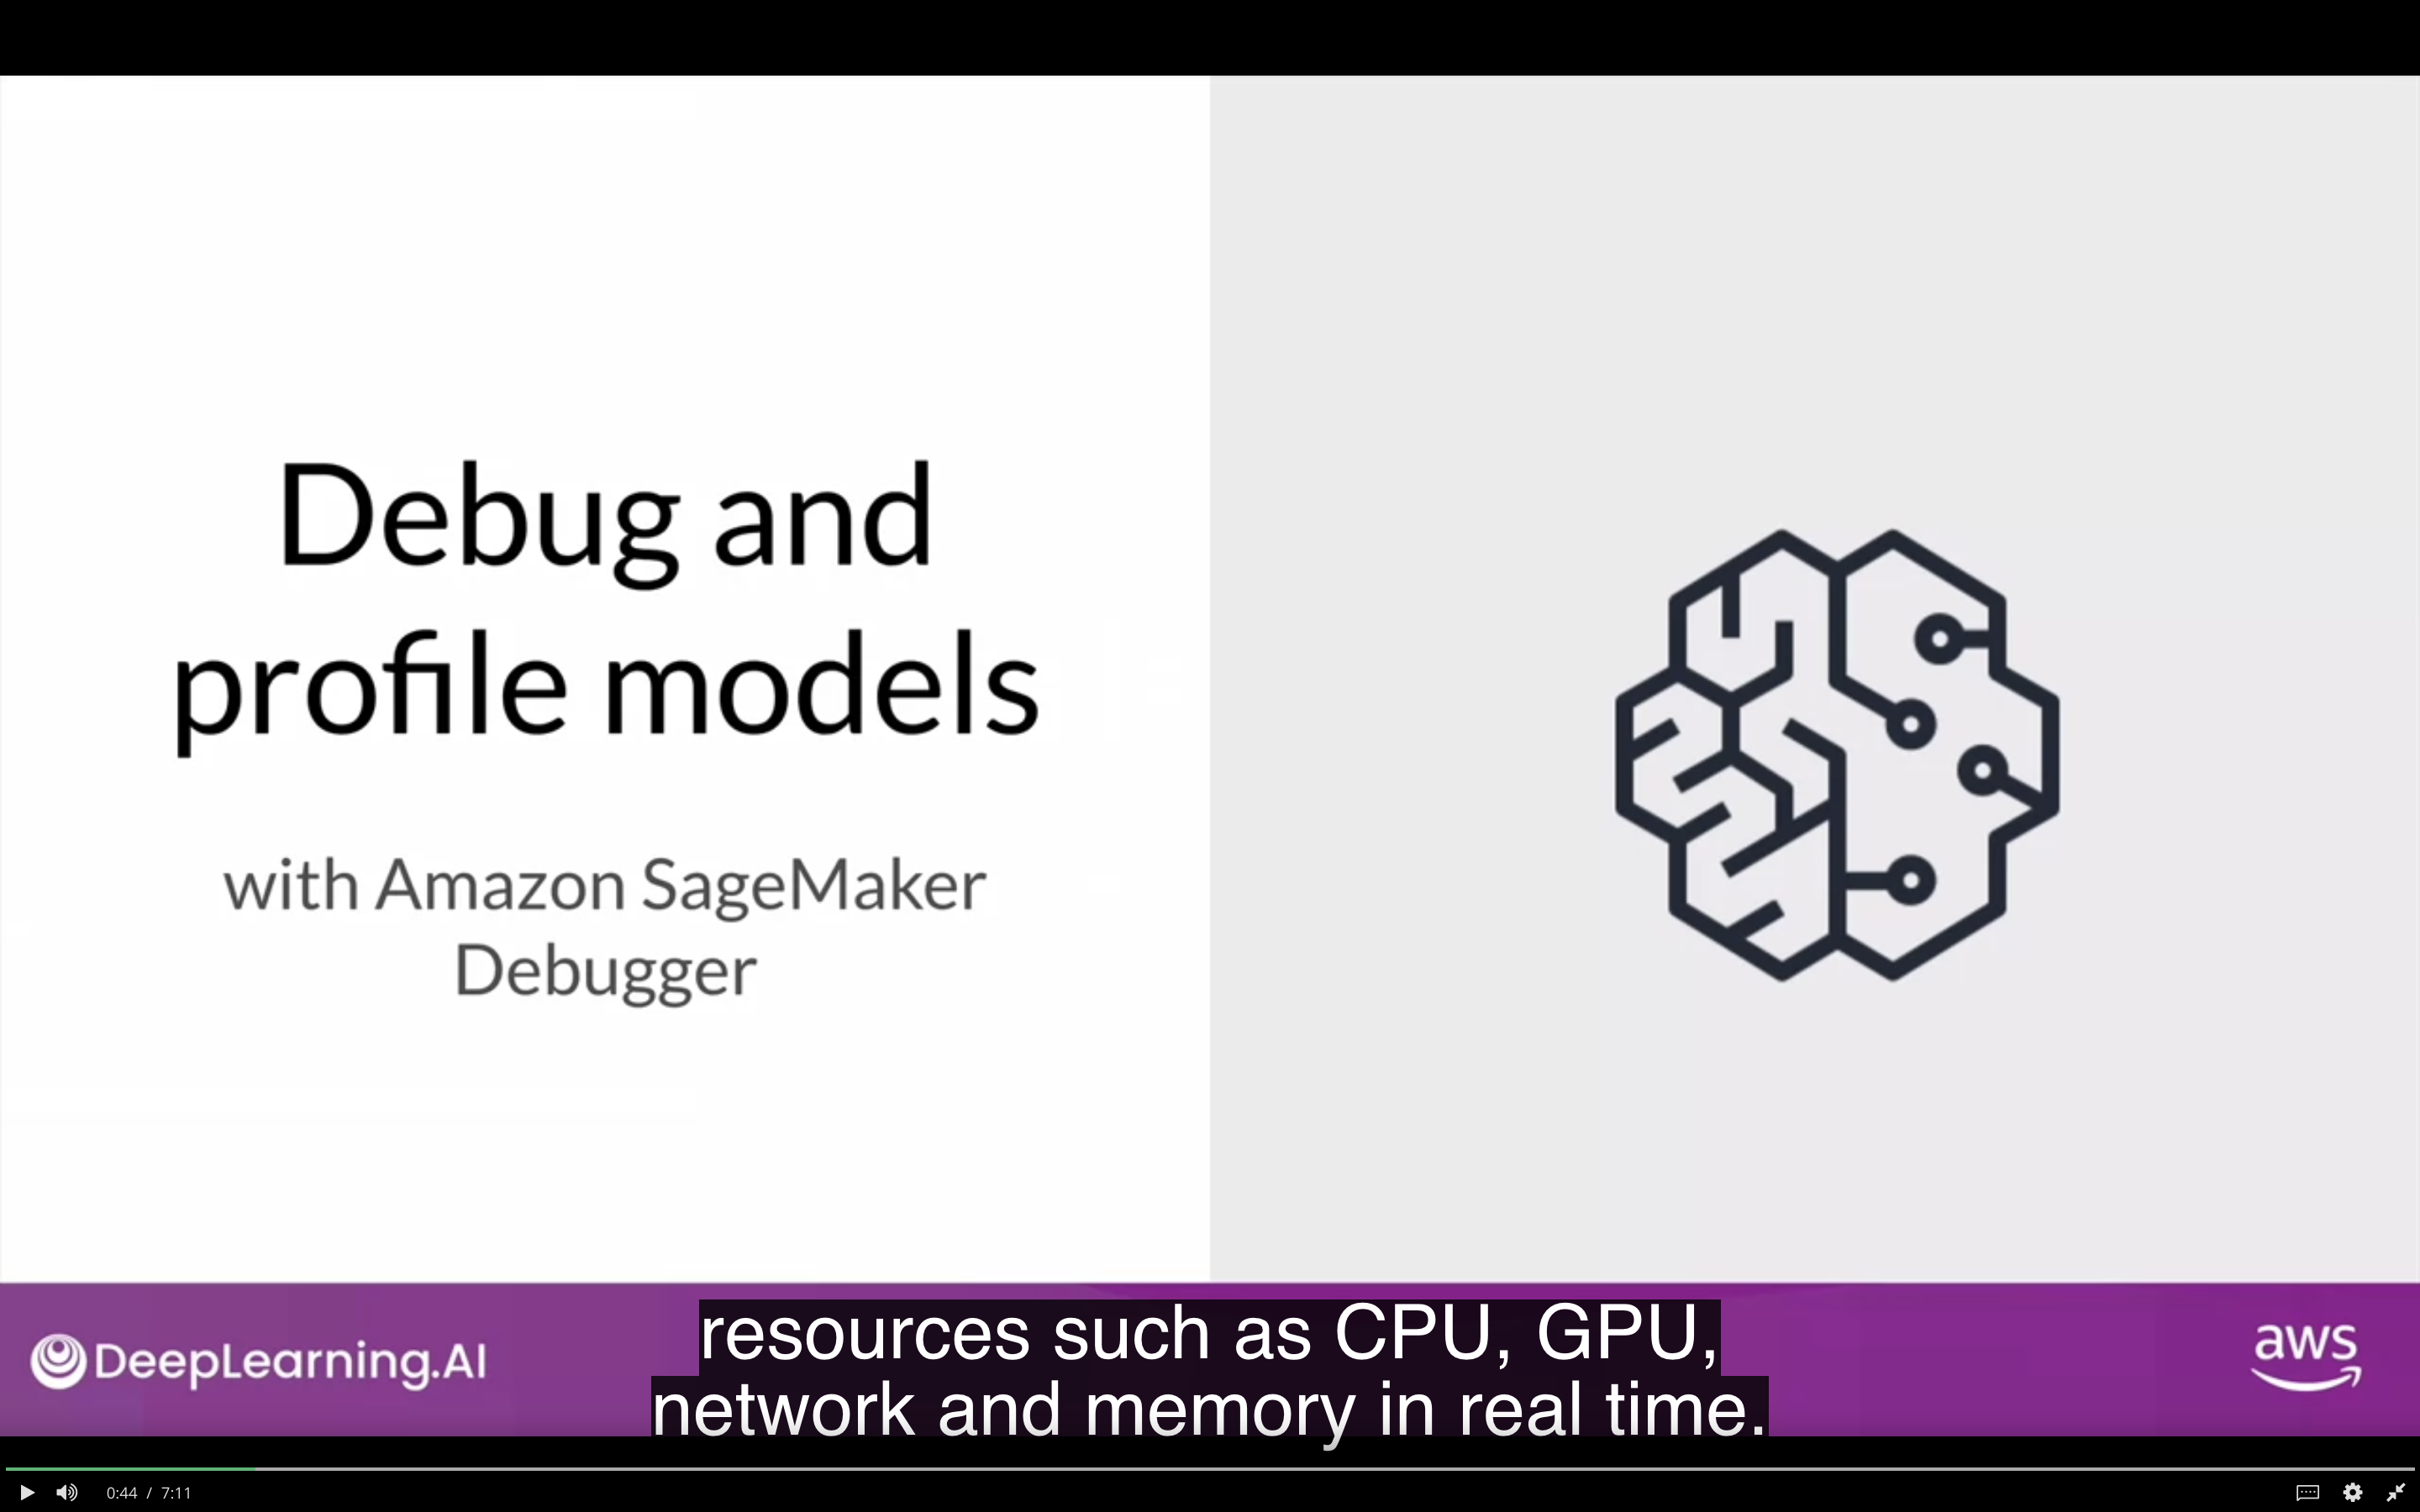 Debug and
profile models
with Amazon SageMaker
Debugger
DeepLearning.AI
resources such as CPU, GPU,
network and memory in real time.
aws
0:44 / 7:11